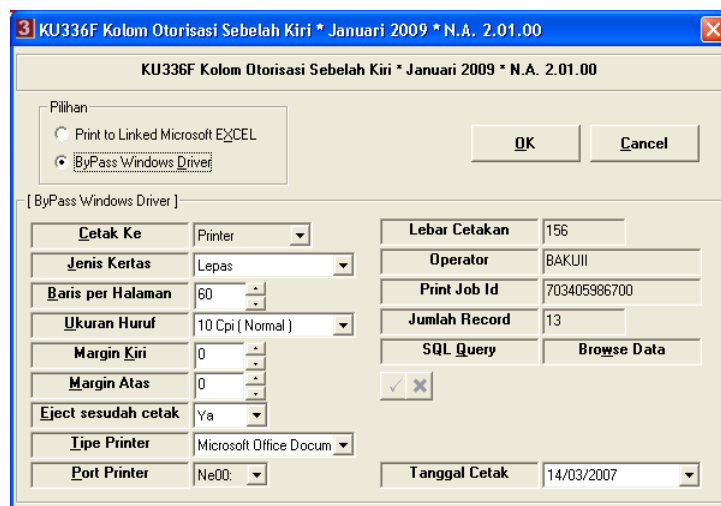 3 KU336F Kolom Otorisasi Sebelah Kiri * Januari 2009 * N.A. 2.01.00
KU336F Kolom Otorisasi Sebelah Kiri * Januari 2009 * N.A. 2.01.00
Pilihan
Print to Linked Microsoft EXCEL
ByPass Windows Driver
OK
Cancel
[ ByPass Windows Driver ]
Cetak Ke Printer
Jenis Kertas Lepas
Baris per Halaman 60
Ukuran Huruf 10 Cpi ( Normal )
Margin Kiri 0
Margin Atas 0
Eject sesudah cetak Ya
Tipe Printer Microsoft Office Docum
Port Printer Ne00:
Lebar Cetakan 156
Operator BAKUII
Print Job Id 703405986700
Jumlah Record 13
SQL Query Browse Data
Tanggal Cetak 14/03/2007